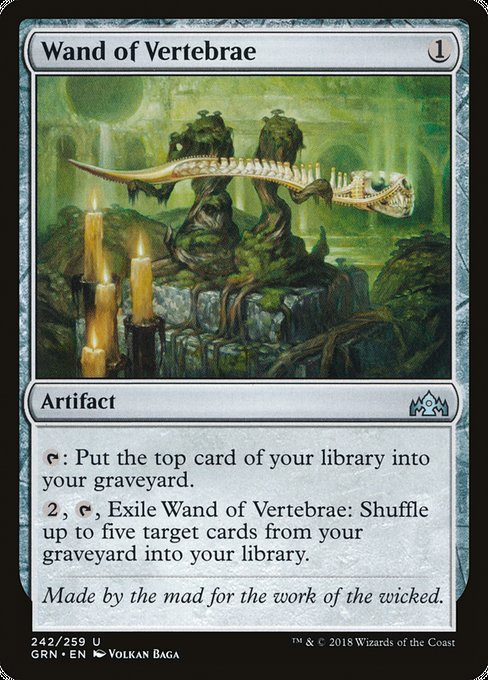 Wand of Vertebrae 1
Artifact
: Put the top card of your library into
your graveyard.
2, , Exile Wand of Vertebrae: Shuffle
up to five target cards from your
graveyard into your library.
Made by the mad for the work of the wicked.
242/259 U
™ & © 2018 Wizards of the Coast
GRN • EN Volkan Baga